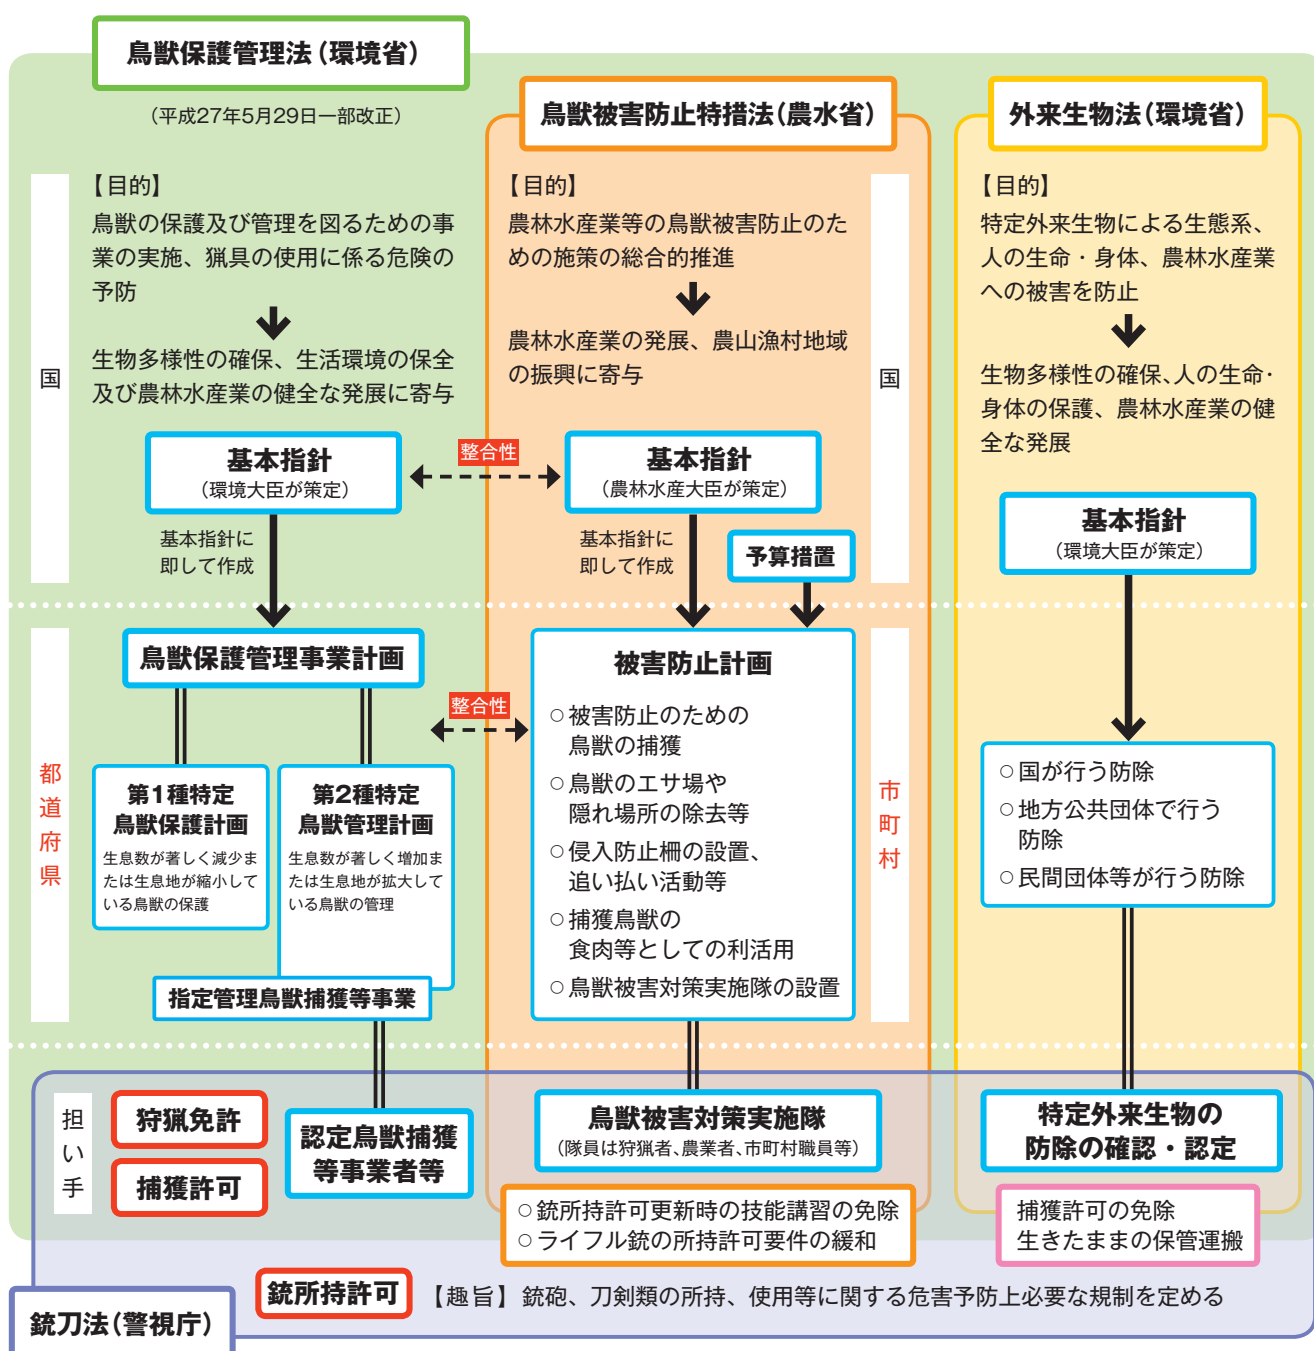 鳥獣保護管理法（環境省）
（平成27年5月29日一部改正）
国
【目的】
鳥獣の保護及び管理を図るための事
業の実施、猟具の使用に係る危険の
予防
生物多様性の確保、生活環境の保全
及び農林水産業の健全な発展に寄与
基本指針
（環境大臣が策定）
整合性
基本指針に
即して作成
都道府県
鳥獣保護管理事業計画
整合性
第1種特定
鳥獣保護計画
生息数が著しく減少ま
たは生息地が縮小して
いる鳥獣の保護
第2種特定
鳥獣管理計画
生息数が著しく増加ま
たは生息地が拡大して
いる鳥獣の管理
指定管理鳥獣捕獲等事業
鳥獣被害防止特措法（農水省）
【目的】
農林水産業等の鳥獣被害防止のた
めの施策の総合的推進
農林水産業の発展、農山漁村地域
の振興に寄与
国
基本指針
（農林水産大臣が策定）
基本指針に
即して作成
予算措置
被害防止計画
○被害防止のための
鳥獣の捕獲
○鳥獣のエサ場や
隠れ場所の除去等
○侵入防止柵の設置、
追い払い活動等
○捕獲鳥獣の
食肉等としての利活用
○鳥獣被害対策実施隊の設置
市町村
外来生物法（環境省）
【目的】
特定外来生物による生態系、
人の生命・身体、農林水産業
への被害を防止
生物多様性の確保、人の生命・
身体の保護、農林水産業の健
全な発展
基本指針
（環境大臣が策定）
○国が行う防除
○地方公共団体で行う
防除
○民間団体等が行う防除
担い手
狩猟免許
捕獲許可
認定鳥獣捕獲
等事業者等
鳥獣被害対策実施隊
（隊員は狩猟者、農業者、市町村職員等）
○銃所持許可更新時の技能講習の免除
○ライフル銃の所持許可要件の緩和
特定外来生物の
防除の確認・認定
捕獲許可の免除
生きたままの保管運搬
銃所持許可
【趣旨】銃砲、刀剣類の所持、使用等に関する危害予防上必要な規制を定める
銃刀法（警視庁）